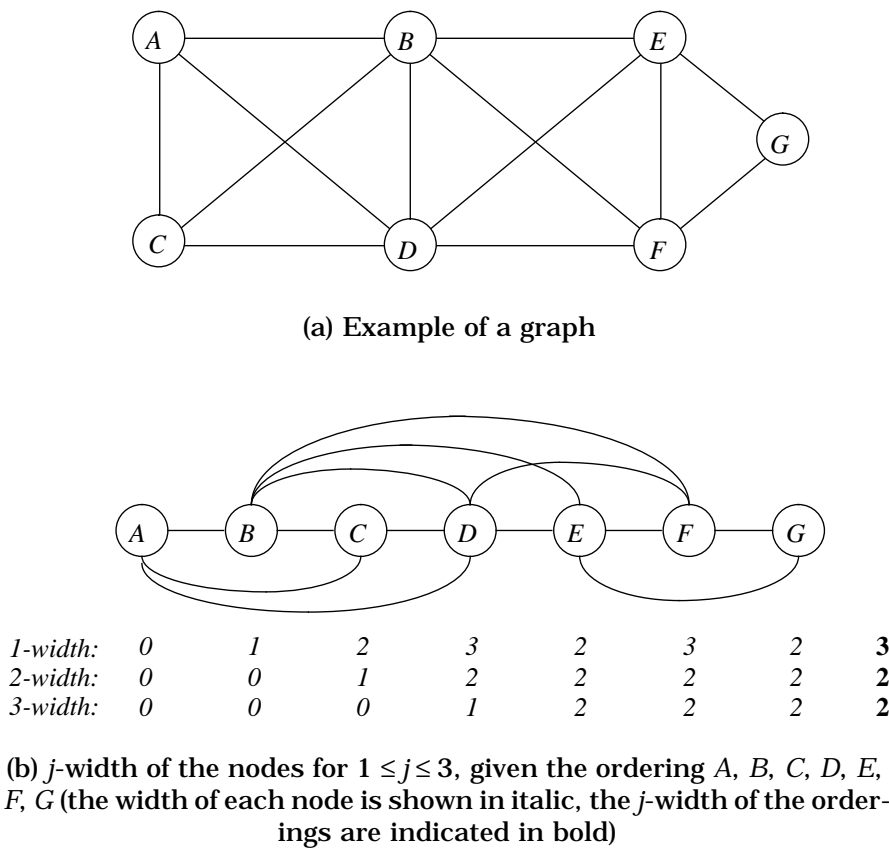 A B E
G
C D F
(a) Example of a graph
A B C D E F G
1-width: 0 1 2 3 2 3 2 3
2-width: 0 0 1 2 2 2 2 2
3-width: 0 0 0 1 2 2 2 2
(b) j-width of the nodes for 1 ≤ j ≤ 3, given the ordering A, B, C, D, E,
F, G (the width of each node is shown in italic, the j-width of the order-
ings are indicated in bold)